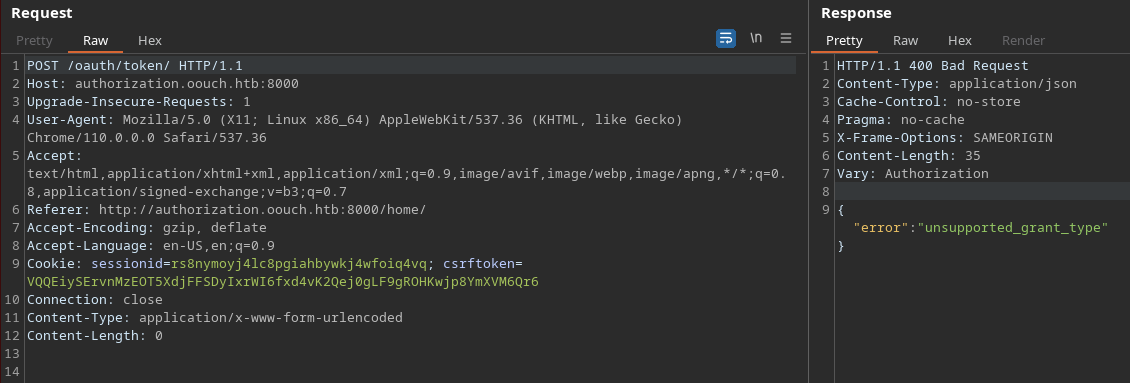 Request
Pretty Raw Hex
\n
1 POST /oauth/token/ HTTP/1.1
2 Host: authorization.oouch.htb:8000
3 Upgrade-Insecure-Requests: 1
4 User-Agent: Mozilla/5.0 (X11; Linux x86_64) AppleWebKit/537.36 (KHTML, like Gecko)
Chrome/110.0.0.0 Safari/537.36
5 Accept:
text/html,application/xhtml+xml,application/xml;q=0.9,image/avif,image/webp,image/apng,*/*;q=0.
8,application/signed-exchange;v=b3;q=0.7
6 Referer: http://authorization.oouch.htb:8000/home/
7 Accept-Encoding: gzip, deflate
8 Accept-Language: en-US,en;q=0.9
9 Cookie: sessionid=rs8nymoyj4lc8pgiahbywkj4wfoiq4vq; csrftoken=
VQQEiySErvnMzEOT5XdjFFSDyIxrWI6fxd4vK2Qej0gLF9gROHKwjp8YmXVM6Qr6
10 Connection: close
11 Content-Type: application/x-www-form-urlencoded
12 Content-Length: 0
13
14
Response
Pretty Raw Hex Render
1 HTTP/1.1 400 Bad Request
2 Content-Type: application/json
3 Cache-Control: no-store
4 Pragma: no-cache
5 X-Frame-Options: SAMEORIGIN
6 Content-Length: 35
7 Vary: Authorization
8
9 {
"error":"unsupported_grant_type"
}